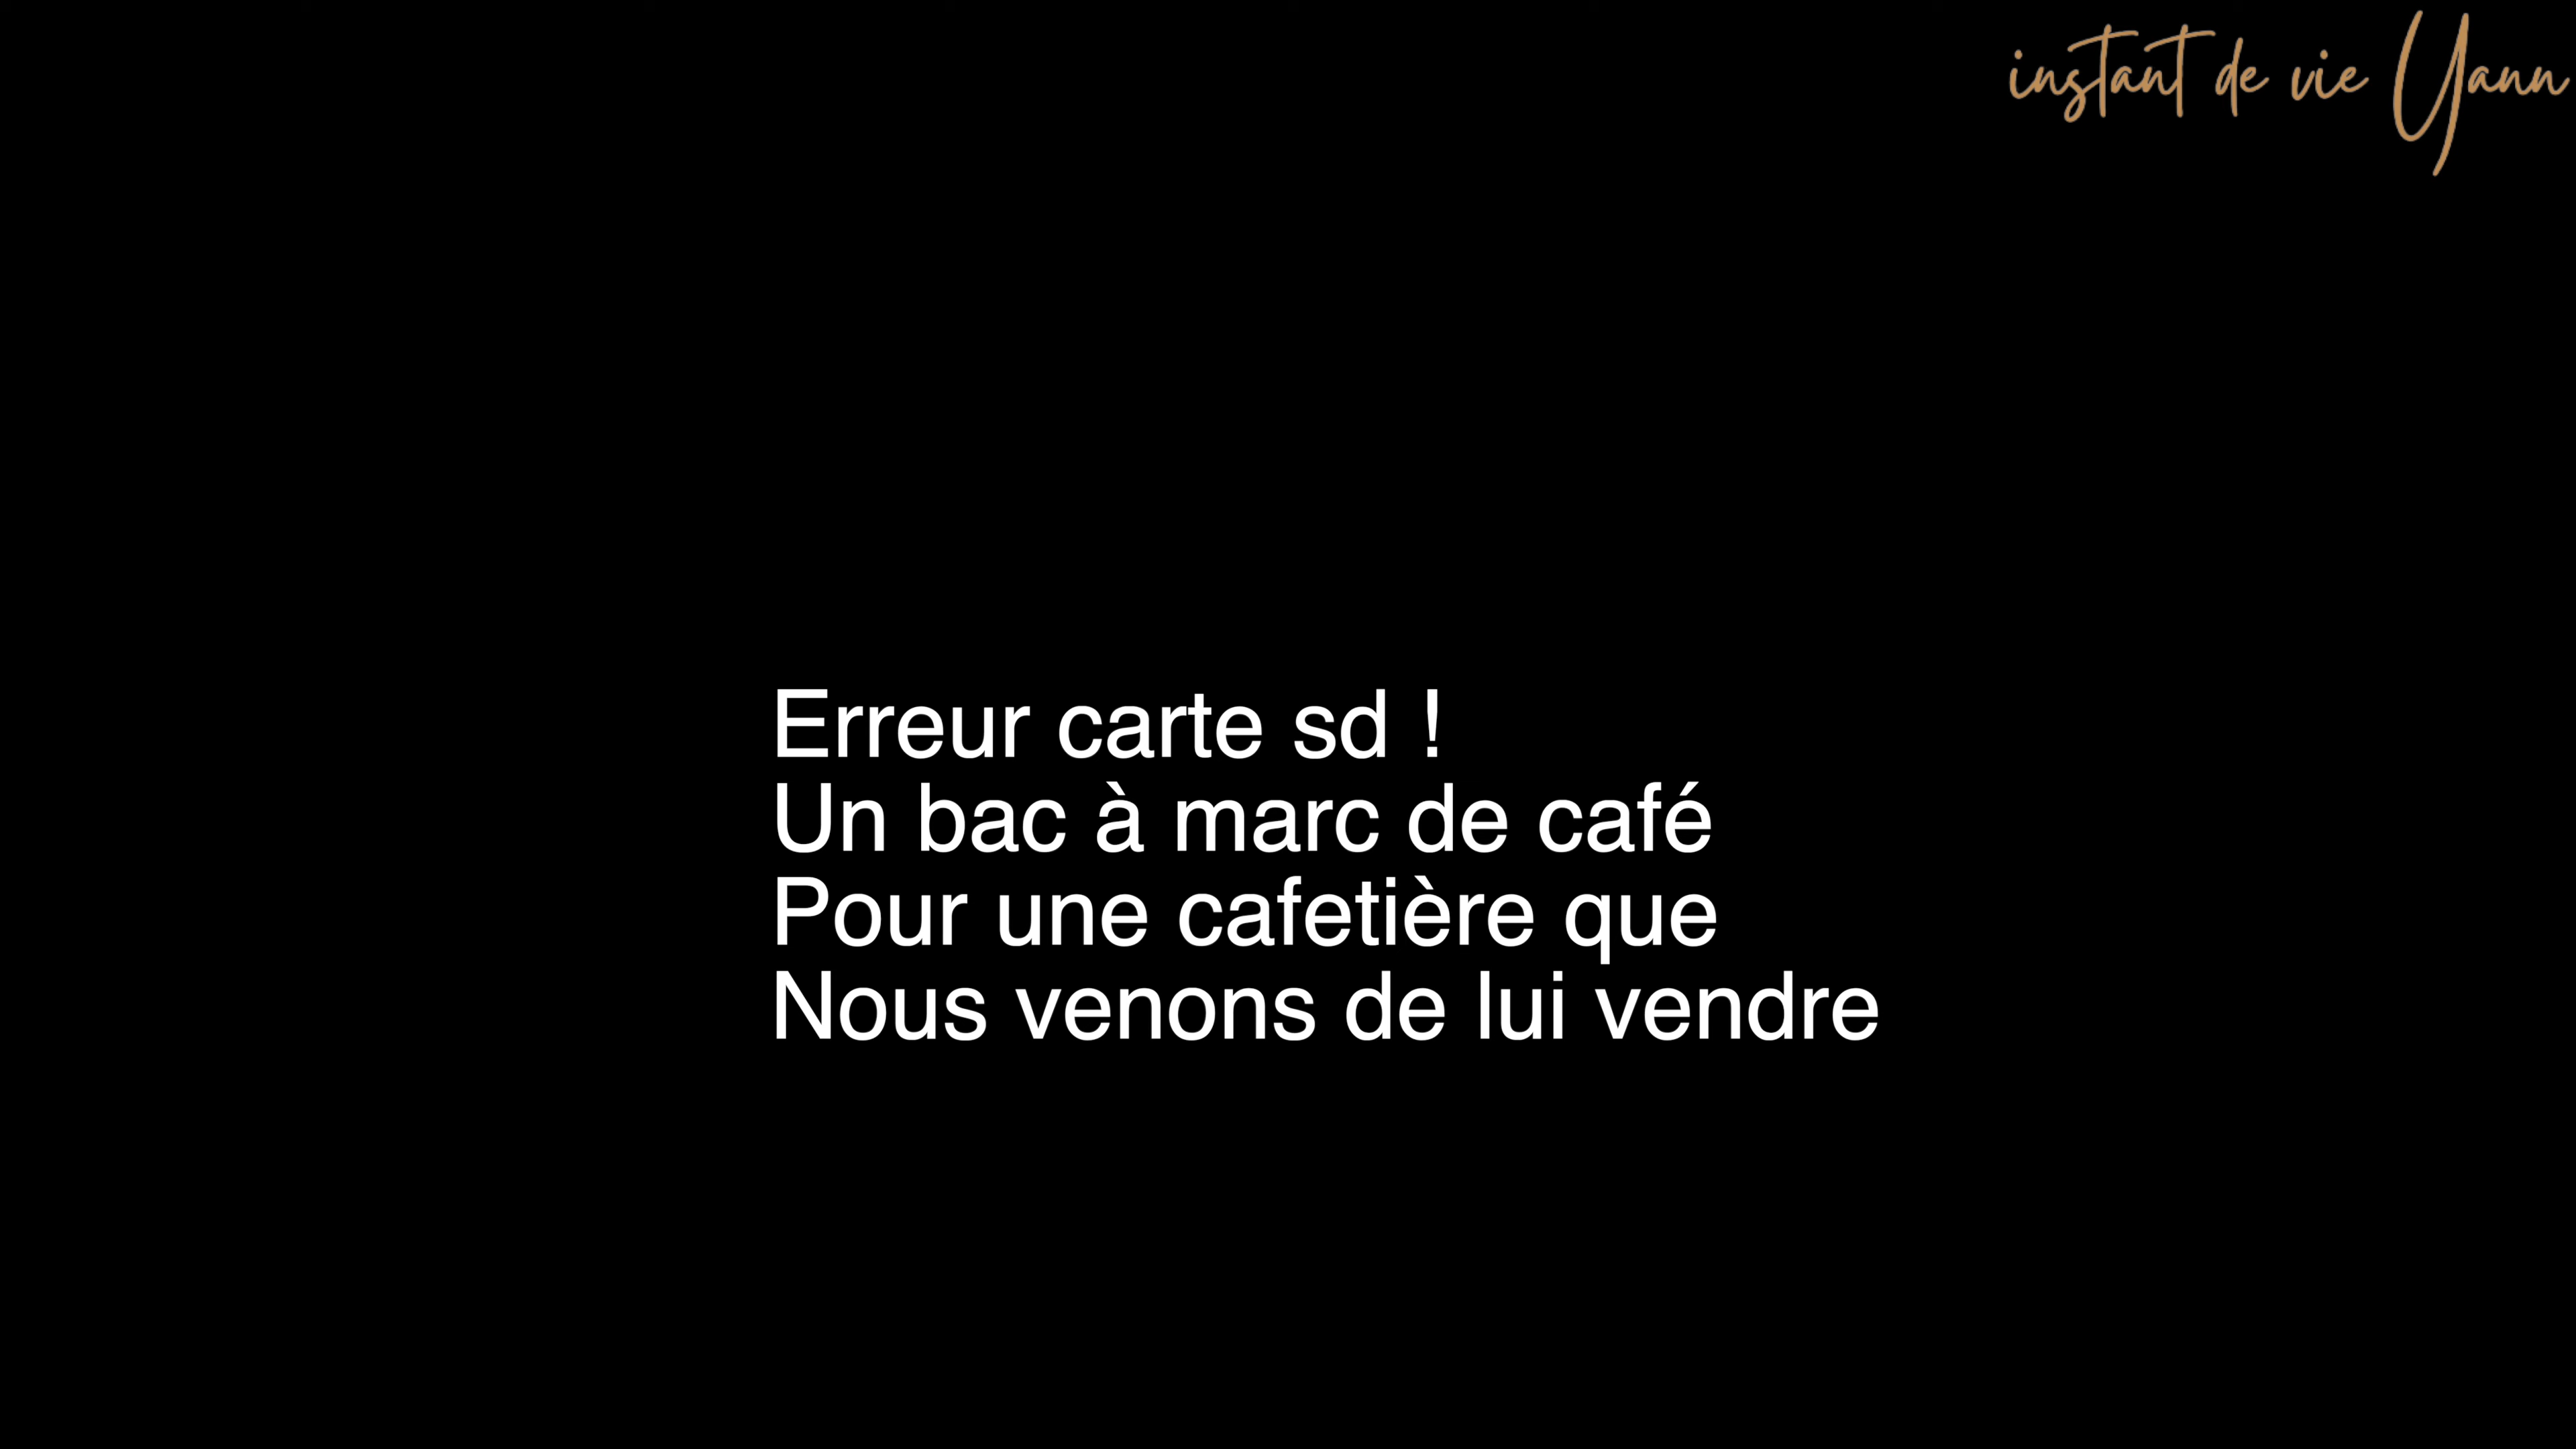 instant de vie Yann
Erreur carte sd !
Un bac à marc de café
Pour une cafetière que
Nous venons de lui vendre